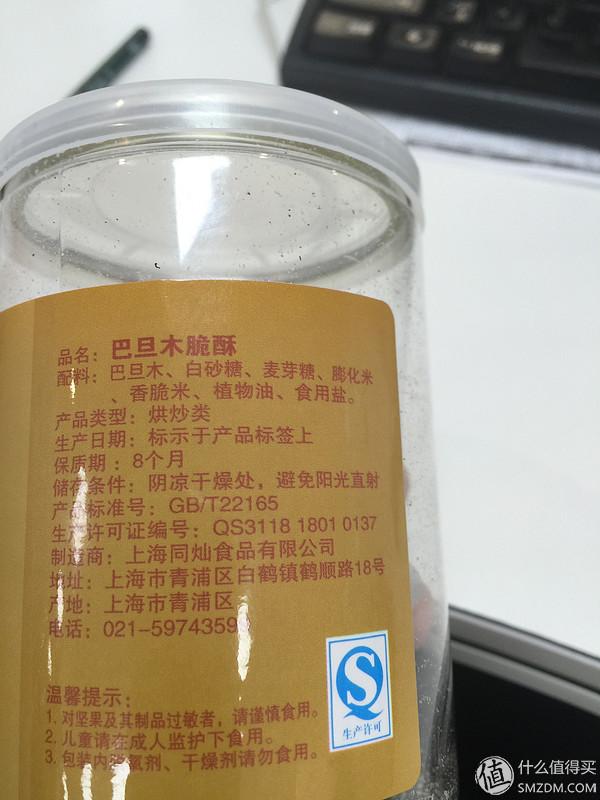 品名：巴旦木脆酥
配料：巴旦木、白砂糖、麦芽糖、膨化米
、香脆米、植物油、食用盐。
产品类型：烘炒类
生产日期：标示于产品标签上
保质期：8个月
储存条件：阴凉干燥处，避免阳光直射
产品标准号：GB/T22165
生产许可证编号：QS3118 1801 0137
制造商：上海同灿食品有限公司
地址：上海市青浦区白鹤镇鹤顺路18号
产地：上海市青浦区
电话：021-5974359
生产许可
温馨提示：
1. 对坚果及其制品过敏者，请谨慎食用。
2. 儿童请在成人监护下食用。
3. 包装内脱氧剂、干燥剂请勿食用。
值 什么值得买
SMZDM.COM